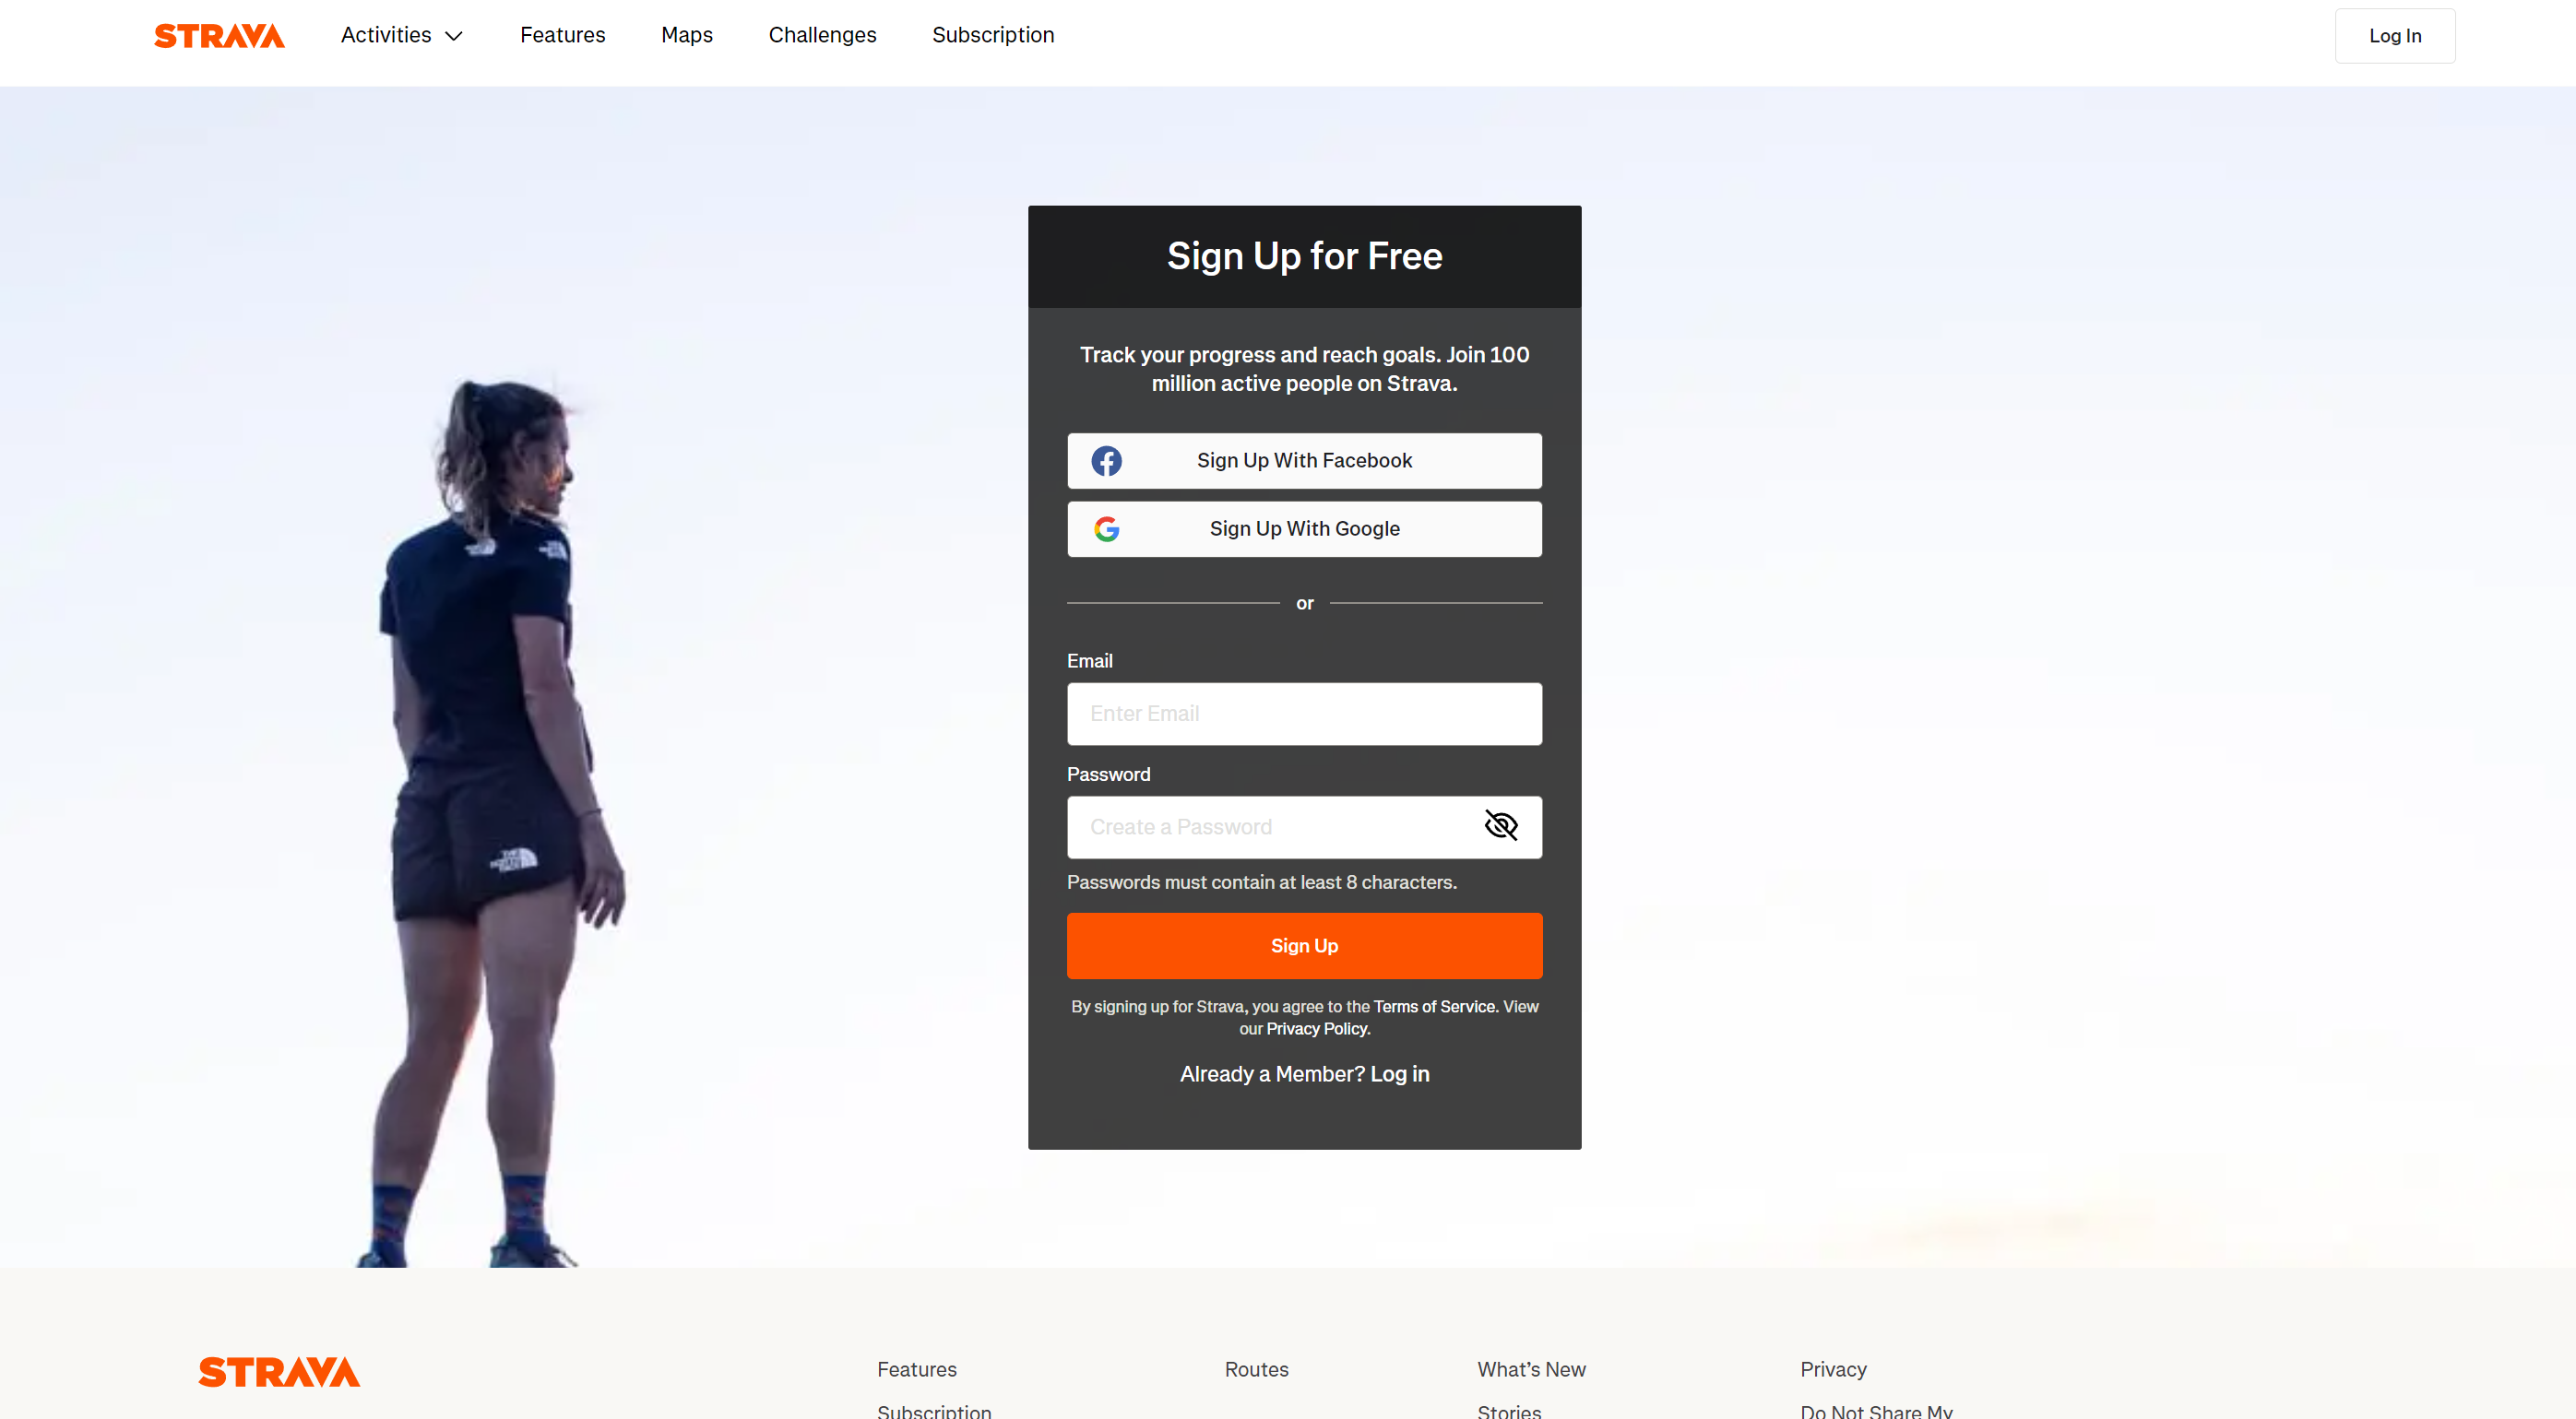 STRAVA
Activities
Features
Maps
Challenges
Subscription
Log In
Sign Up for Free
Track your progress and reach goals. Join 100
million active people on Strava.
Sign Up With Facebook
Sign Up With Google
or
Email
Enter Email
Password
Create a Password
Passwords must contain at least 8 characters.
Sign Up
By signing up for Strava, you agree to the Terms of Service. View
our Privacy Policy.
Already a Member? Log in
STRAVA
Features
Routes
What's New
Privacy
Subscription
Stories
Do Not Share My